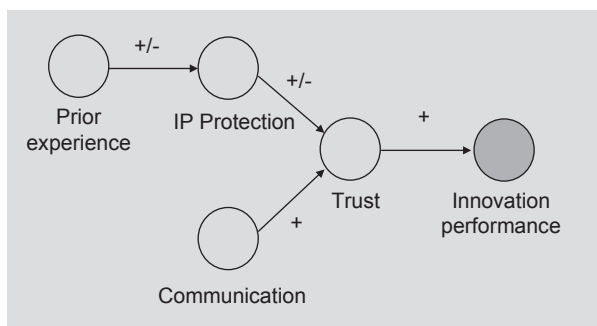 +/-
Prior
experience
IP Protection
+/-
+
Trust
Innovation
performance
+
Communication